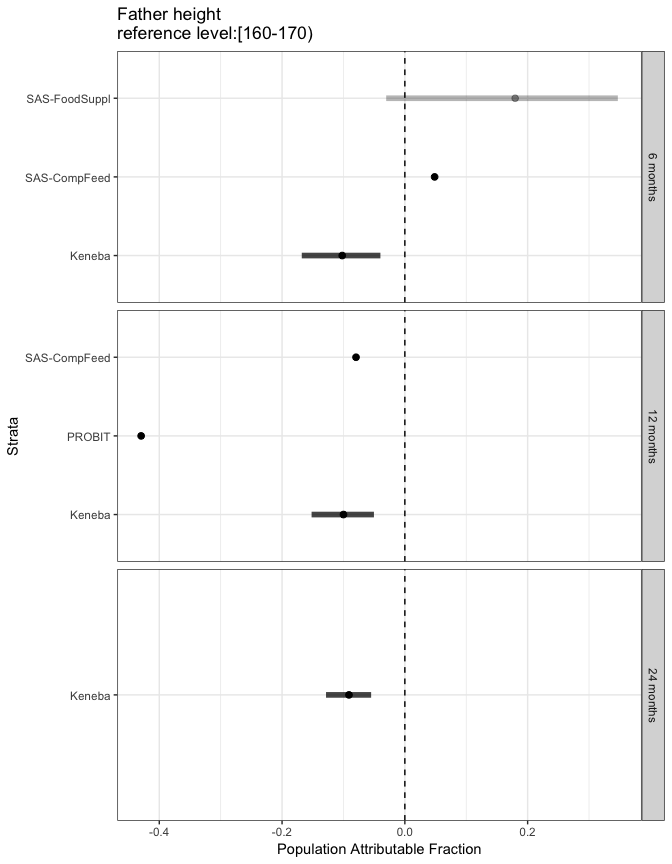 Father height
reference level:[160-170)
SAS-FoodSuppl
SAS-CompFeed
Keneba
6 months
SAS-CompFeed
PROBIT
Keneba
12 months
Keneba
24 months
Strata
-0.4
-0.2
0.0
0.2
Population Attributable Fraction